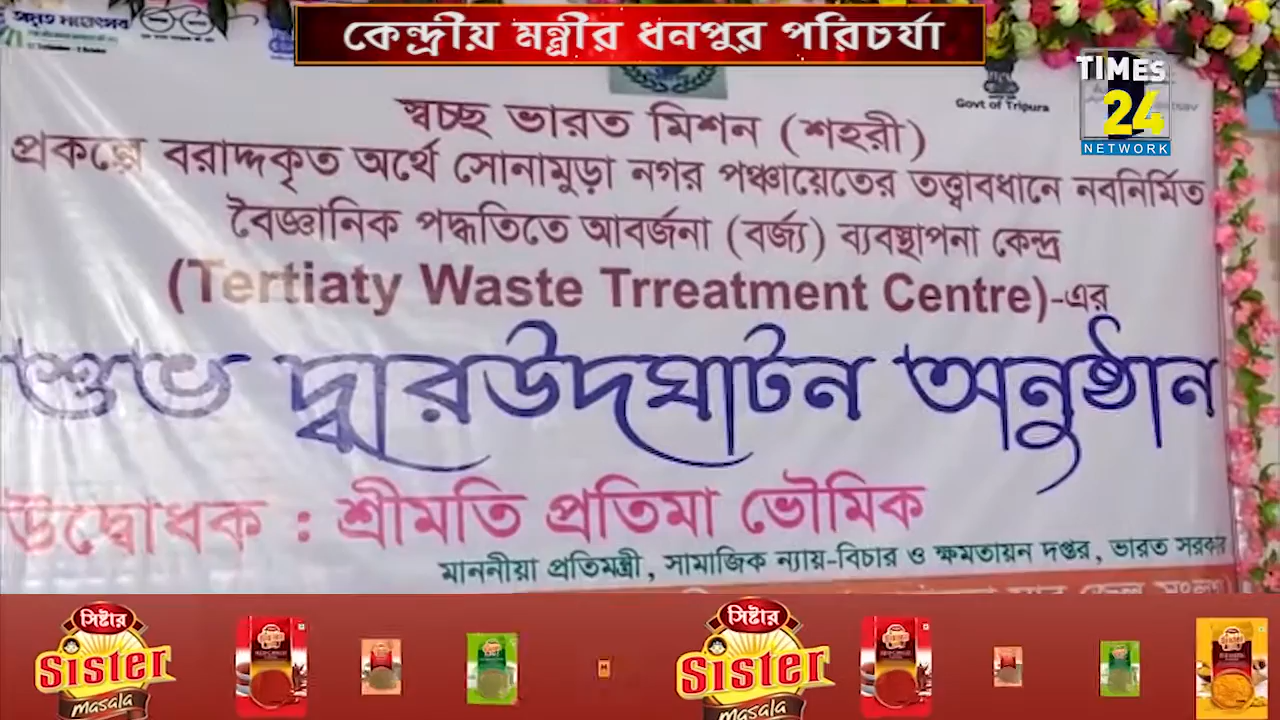 কেন্দ্রীয় মন্ত্রীর ধনপুর পরিচর্যা
TIMES
24
NETWORK
Govt of Tripura
স্বচ্ছ ভারত মিশন (শহরী)
প্রকল্পে বরাদ্দকৃত অর্থে সোনামুড়া নগর পঞ্চায়েতের তত্ত্বাবধানে নবনির্মিত
বৈজ্ঞানিক পদ্ধতিতে আবর্জনা (বর্জ্য) ব্যবস্থাপনা কেন্দ্র
(Tertiaty Waste Trreatment Centre)-এর
শুভ দ্বারউদঘাটন অনুষ্ঠান
উদ্বোধক : শ্রীমতি প্রতিমা ভৌমিক
মাননীয়া প্রতিমন্ত্রী, সামাজিক ন্যায়-বিচার ও ক্ষমতায়ন দপ্তর, ভারত সরকার
সিষ্টার
Sister
masala
সিষ্টার
Sister
masala